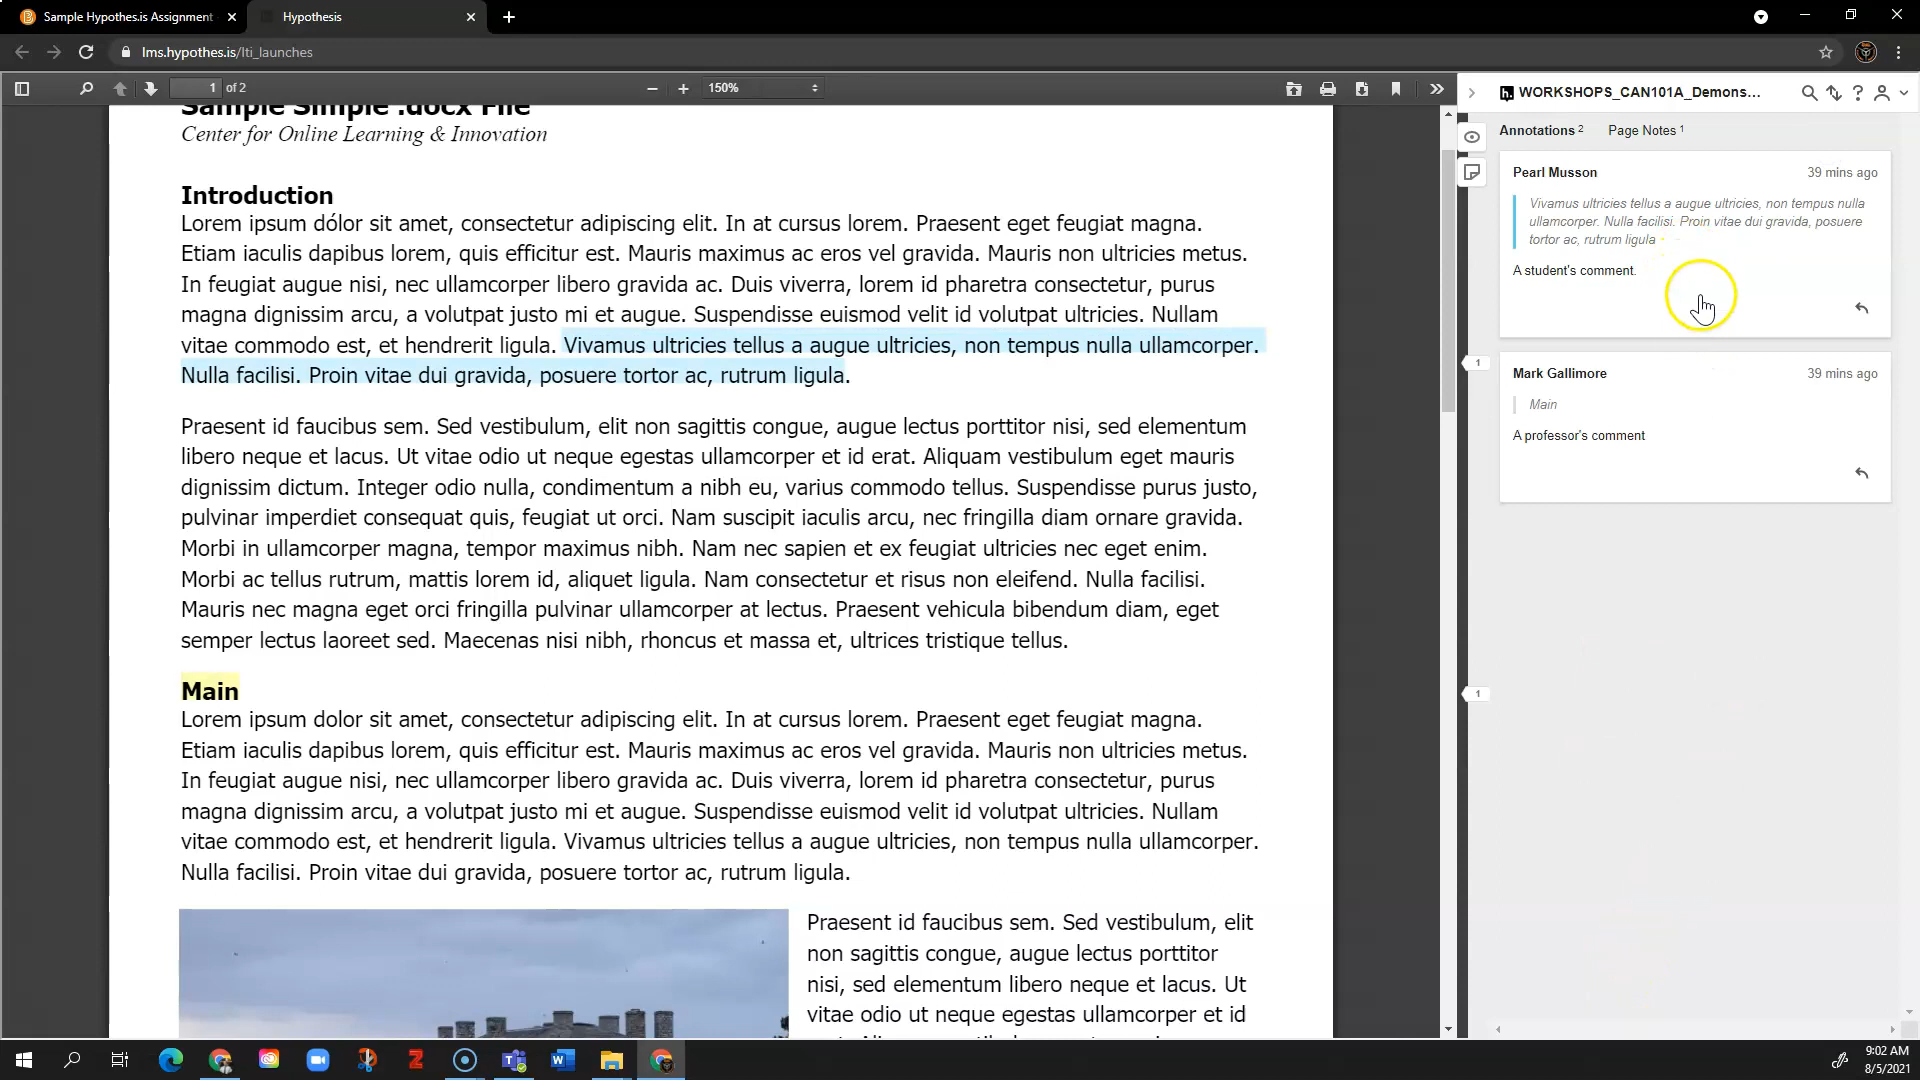 Sample Hypothes.is Assignment
Hypothesis
lms.hypothes.is/lti_launches
1 of 2
150%
WORKSHOPS_CAN101A_Demons...
Annotations 2
Page Notes 1
Sample Simple .docx File
Center for Online Learning & Innovation
Introduction
Lorem ipsum dólor sit amet, consectetur adipiscing elit. In at cursus lorem. Praesent eget feugiat magna.
Etiam iaculis dapibus lorem, quis efficitur est. Mauris maximus ac eros vel gravida. Mauris non ultricies metus.
In feugiat augue nisi, nec ullamcorper libero gravida ac. Duis viverra, lorem id pharetra consectetur, purus
magna dignissim arcu, a volutpat justo mi et augue. Suspendisse euismod velit id volutpat ultricies. Nullam
vitae commodo est, et hendrerit ligula. Vivamus ultricies tellus a augue ultricies, non tempus nulla ullamcorper.
Nulla facilisi. Proin vitae dui gravida, posuere tortor ac, rutrum ligula.
Praesent id faucibus sem. Sed vestibulum, elit non sagittis congue, augue lectus porttitor nisi, sed elementum
libero neque et lacus. Ut vitae odio ut neque egestas ullamcorper et id erat. Aliquam vestibulum eget mauris
dignissim dictum. Integer odio nulla, condimentum a nibh eu, varius commodo tellus. Suspendisse purus justo,
pulvinar imperdiet consequat quis, feugiat ut orci. Nam suscipit iaculis arcu, nec fringilla diam ornare gravida.
Morbi in ullamcorper magna, tempor maximus nibh. Nam nec sapien et ex feugiat ultricies nec eget enim.
Morbi ac tellus rutrum, mattis lorem id, aliquet ligula. Nam consectetur et risus non eleifend. Nulla facilisi.
Mauris nec magna eget orci fringilla pulvinar ullamcorper at lectus. Praesent vehicula bibendum diam, eget
semper lectus laoreet sed. Maecenas nisi nibh, rhoncus et massa et, ultrices tristique tellus.
Main
Lorem ipsum dolor sit amet, consectetur adipiscing elit. In at cursus lorem. Praesent eget feugiat magna.
Etiam iaculis dapibus lorem, quis efficitur est. Mauris maximus ac eros vel gravida. Mauris non ultricies metus.
In feugiat augue nisi, nec ullamcorper libero gravida ac. Duis viverra, lorem id pharetra consectetur, purus
magna dignissim arcu, a volutpat justo mi et augue. Suspendisse euismod velit id volutpat ultricies. Nullam
vitae commodo est, et hendrerit ligula. Vivamus ultricies tellus a augue ultricies, non tempus nulla ullamcorper.
Nulla facilisi. Proin vitae dui gravida, posuere tortor ac, rutrum ligula.
Praesent id faucibus sem. Sed vestibulum, elit
non sagittis congue, augue lectus porttitor
nisi, sed elementum libero neque et lacus. Ut
vitae odio ut neque egestas ullamcorper et id
Pearl Musson
39 mins ago
Vivamus ultricies tellus a augue ultricies, non tempus nulla
ullamcorper. Nulla facilisi. Proin vitae dui gravida, posuere
tortor ac, rutrum ligula
A student's comment.
1
Mark Gallimore
39 mins ago
Main
A professor's comment
1
9:02 AM
8/5/2021